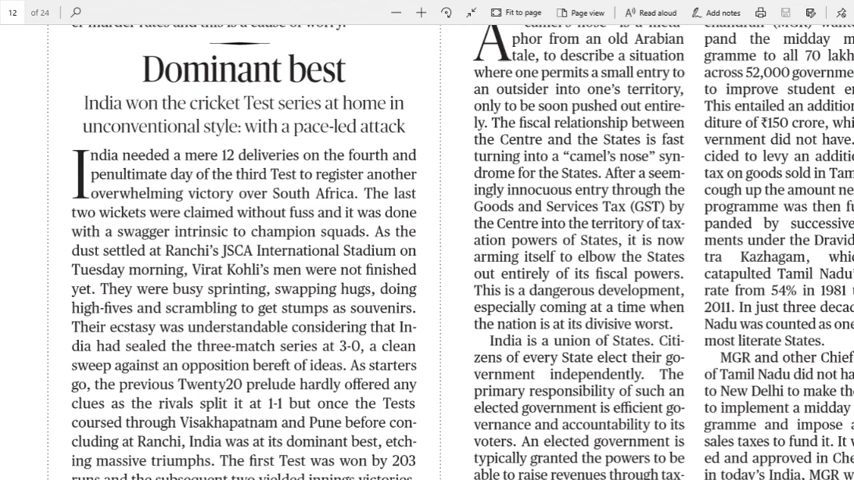 12 of 24
Fit to page
Page view
Read aloud
Add notes
Dominant best
India won the cricket Test series at home in
unconventional style: with a pace-led attack
India needed a mere 12 deliveries on the fourth and
penultimate day of the third Test to register another
overwhelming victory over South Africa. The last
two wickets were claimed without fuss and it was done
with a swagger intrinsic to champion squads. As the
dust settled at Ranchi's JSCA International Stadium on
Tuesday morning, Virat Kohli's men were not finished
yet. They were busy sprinting, swapping hugs, doing
high-fives and scrambling to get stumps as souvenirs.
Their ecstasy was understandable considering that In-
dia had sealed the three-match series at 3-0, a clean
sweep against an opposition bereft of ideas. As starters
go, the previous Twenty20 prelude hardly offered any
clues as the rivals split it at 1-1 but once the Tests
coursed through Visakhapatnam and Pune before con-
cluding at Ranchi, India was at its dominant best, etch-
ing massive triumphs. The first Test was won by 203
runs and the subsequent two yielded innings victories.
phor from an old Arabian
tale, to describe a situation
where one permits a small entry to
an outsider into one's territory,
only to be soon pushed out entire-
ly. The fiscal relationship between
the Centre and the States is fast
turning into a "camel's nose" syn-
drome for the States. After a seem-
ingly innocuous entry through the
Goods and Services Tax (GST) by
the Centre into the territory of tax-
ation powers of States, it is now
arming itself to elbow the States
out entirely of its fiscal powers.
This is a dangerous development,
especially coming at a time when
the nation is at its divisive worst.
India is a union of States. Citi-
zens of every State elect their go-
vernment independently. The
primary responsibility of such an
elected government is efficient go-
vernance and accountability to its
voters. An elected government is
typically granted the powers to be
able to raise revenues through tax-
pand the midday m
gramme to all 70 lakh
across 52,000 governme
to improve student en
This entailed an addition
diture of ₹150 crore, whi
vernment did not have.
cided to levy an additi
tax on goods sold in Tam
cough up the amount ne
programme was then fu
panded by successive
ments under the Dravid
tra Kazhagam, whic
catapulted Tamil Nadu'
rate from 54% in 1981 t
2011. In just three decad
Nadu was counted as one
most literate States.
MGR and other Chief
of Tamil Nadu did not ha
to New Delhi to make the
to implement a midday
gramme and impose a
sales taxes to fund it. It w
ed and approved in Che
in today's India, MGR w